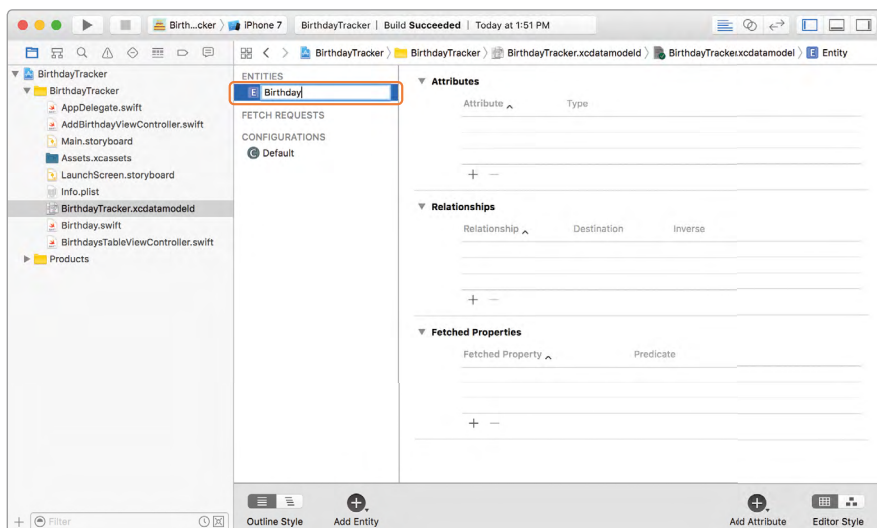 Birth...cker
iPhone 7
BirthdayTracker | Build Succeeded | Today at 1:51 PM
BirthdayTracker
BirthdayTracker
BirthdayTracker.xcdatamodeld
BirthdayTracker.xcdatamodel
E Entity
BirthdayTracker
BirthdayTracker
AppDelegate.swift
AddBirthdayViewController.swift
Main.storyboard
Assets.xcassets
LaunchScreen.storyboard
Info.plist
BirthdayTracker.xcdatamodeld
Birthday.swift
BirthdaysTableViewController.swift
Products
Filter
ENTITIES
E Birthday
FETCH REQUESTS
CONFIGURATIONS
C Default
Attributes
Attribute Type
+ −
Relationships
Relationship Destination Inverse
+ −
Fetched Properties
Fetched Property Predicate
+ −
Outline Style
Add Entity
Add Attribute
Editor Style